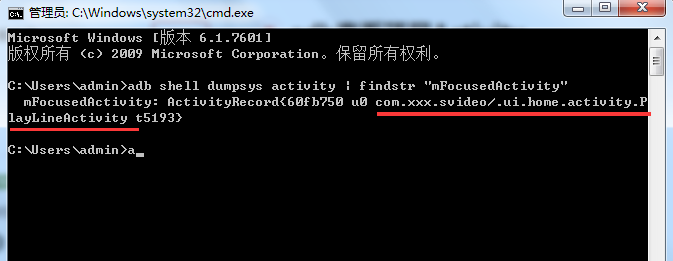 管理员: C:\Windows\system32\cmd.exe
Microsoft Windows [版本 6.1.7601]
版权所有 (c) 2009 Microsoft Corporation。保留所有权利。
C:\Users\admin>adb shell dumpsys activity | findstr "mFocusedActivity"
mFocusedActivity: ActivityRecord{60fb750 u0 com.xxx.svideo/.ui.home.activity.P
layLineActivity t5193}
C:\Users\admin>a_